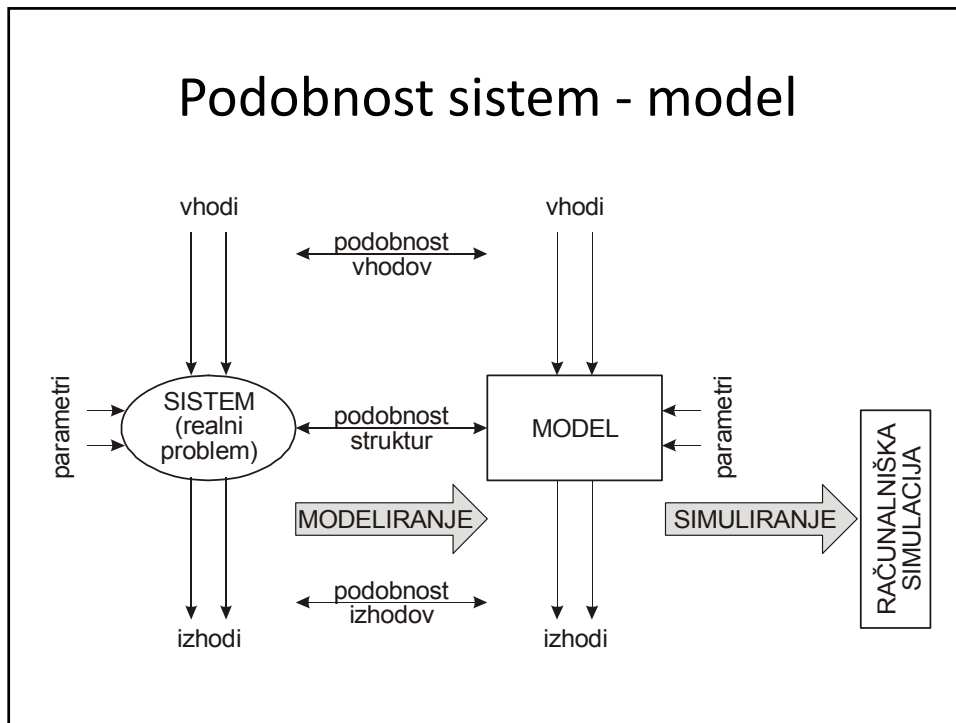 Podobnost sistem - model
vhodi
vhodi
podobnost
vhodov
parametri
SISTEM
(realni
problem)
podobnost
struktur
MODEL
parametri
MODELIRANJE
SIMULIRANJE
RAČUNALNIŠKA
SIMULACIJA
podobnost
izhodov
izhodi
izhodi